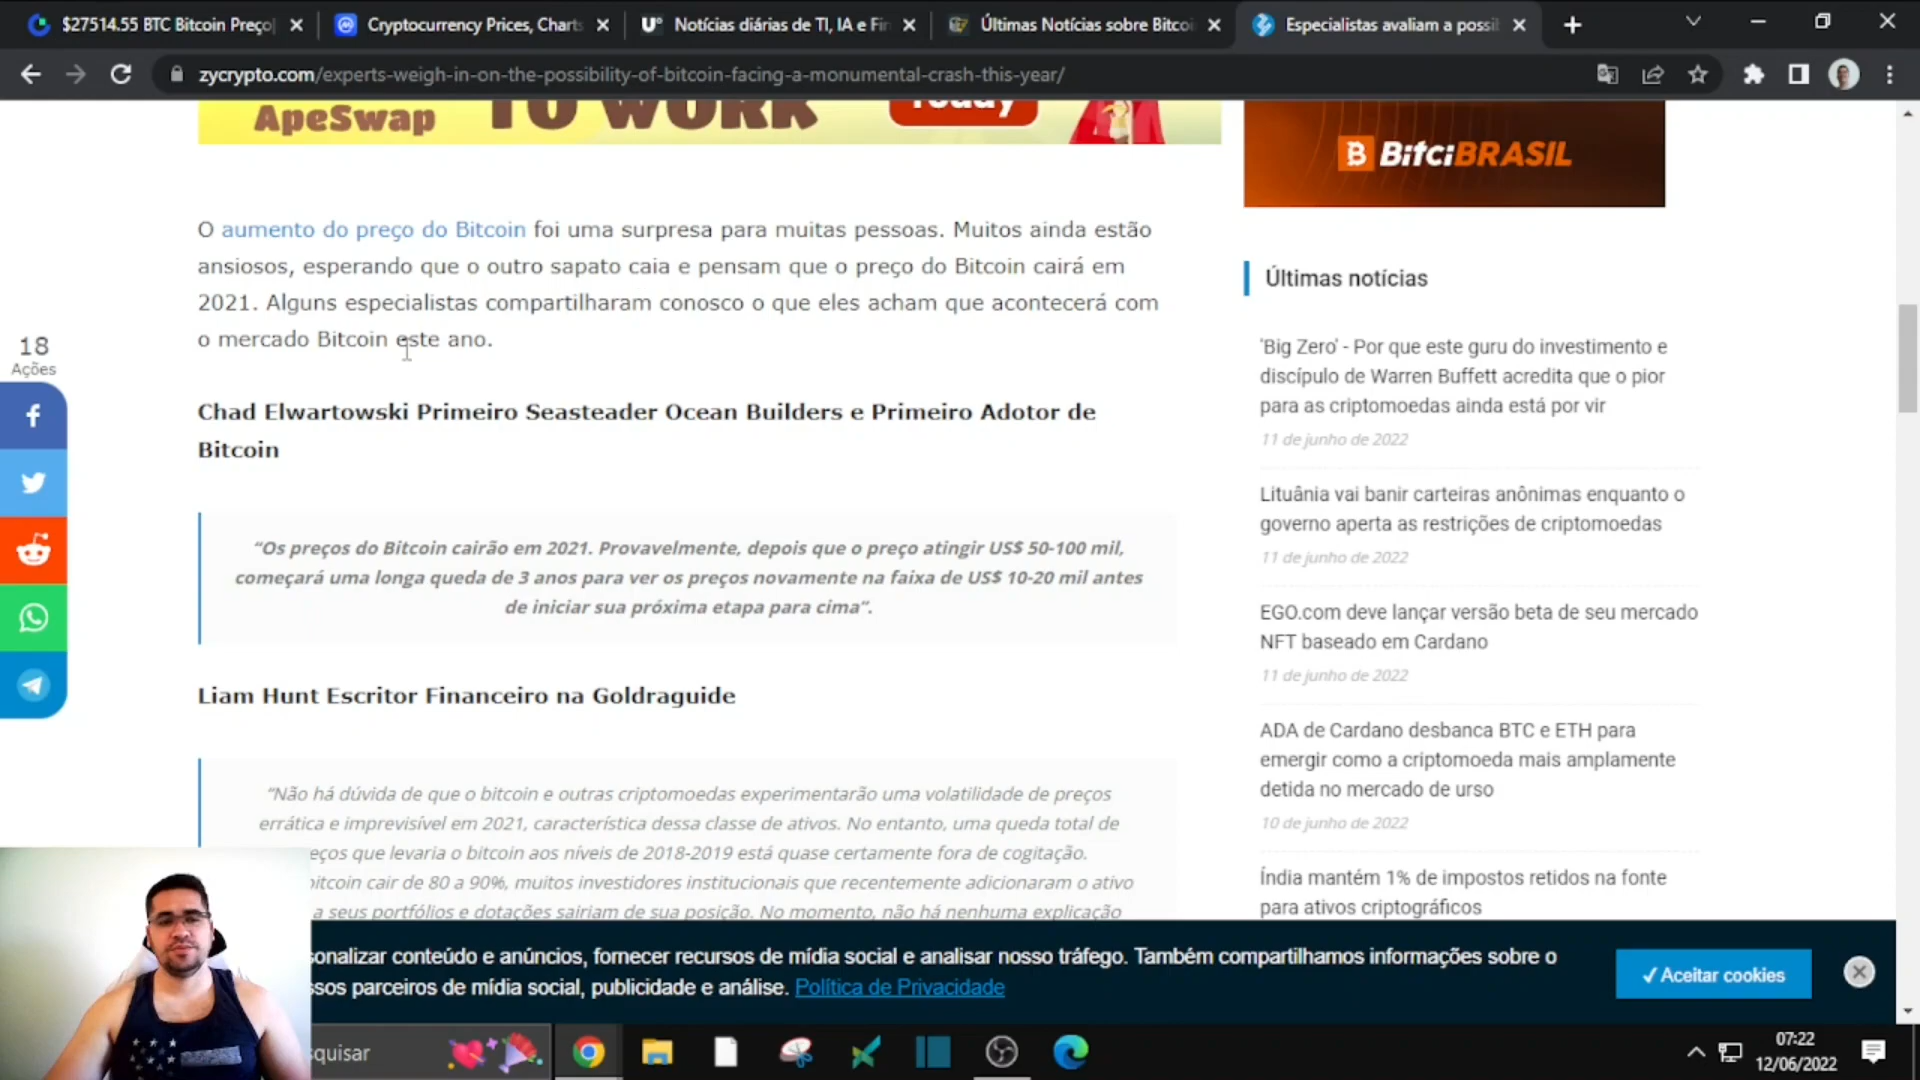 $27514.55 BTC Bitcoin Preço
Cryptocurrency Prices, Charts
Notícias diárias de TI, IA e Fi
Últimas Notícias sobre Bitco
Especialistas avaliam a possi
zycrypto.com/experts-weigh-in-on-the-possibility-of-bitcoin-facing-a-monumental-crash-this-year/
ApeSwap
TO WORK
Today
BitciBRASIL
O aumento do preço do Bitcoin foi uma surpresa para muitas pessoas. Muitos ainda estão
ansiosos, esperando que o outro sapato caia e pensam que o preço do Bitcoin cairá em
2021. Alguns especialistas compartilharam conosco o que eles acham que acontecerá com
o mercado Bitcoin este ano.
18
Ações
Chad Elwartowski Primeiro Seasteader Ocean Builders e Primeiro Adotor de
Bitcoin
“Os preços do Bitcoin cairão em 2021. Provavelmente, depois que o preço atingir US$ 50-100 mil,
começará uma longa queda de 3 anos para ver os preços novamente na faixa de US$ 10-20 mil antes
de iniciar sua próxima etapa para cima”.
Liam Hunt Escritor Financeiro na Goldraguide
“Não há dúvida de que o bitcoin e outras criptomoedas experimentarão uma volatilidade de preços
errática e imprevisível em 2021, característica dessa classe de ativos. No entanto, uma queda total de
eços que levaria o bitcoin aos níveis de 2018-2019 está quase certamente fora de cogitação.
bitcoin cair de 80 a 90%, muitos investidores institucionais que recentemente adicionaram o ativo
a seus portfólios e dotações sairiam de sua posição. No momento, não há nenhuma explicação
Últimas notícias
'Big Zero' - Por que este guru do investimento e
discípulo de Warren Buffett acredita que o pior
para as criptomoedas ainda está por vir
11 de junho de 2022
Lituânia vai banir carteiras anônimas enquanto o
governo aperta as restrições de criptomoedas
11 de junho de 2022
EGO.com deve lançar versão beta de seu mercado
NFT baseado em Cardano
11 de junho de 2022
ADA de Cardano desbanca BTC e ETH para
emergir como a criptomoeda mais amplamente
detida no mercado de urso
10 de junho de 2022
Índia mantém 1% de impostos retidos na fonte
para ativos criptográficos
sonalizar conteúdo e anúncios, fornecer recursos de mídia social e analisar nosso tráfego. Também compartilhamos informações sobre o
ssos parceiros de mídia social, publicidade e análise. Política de Privacidade
✓Aceitar cookies
squisar
07:22
12/06/2022